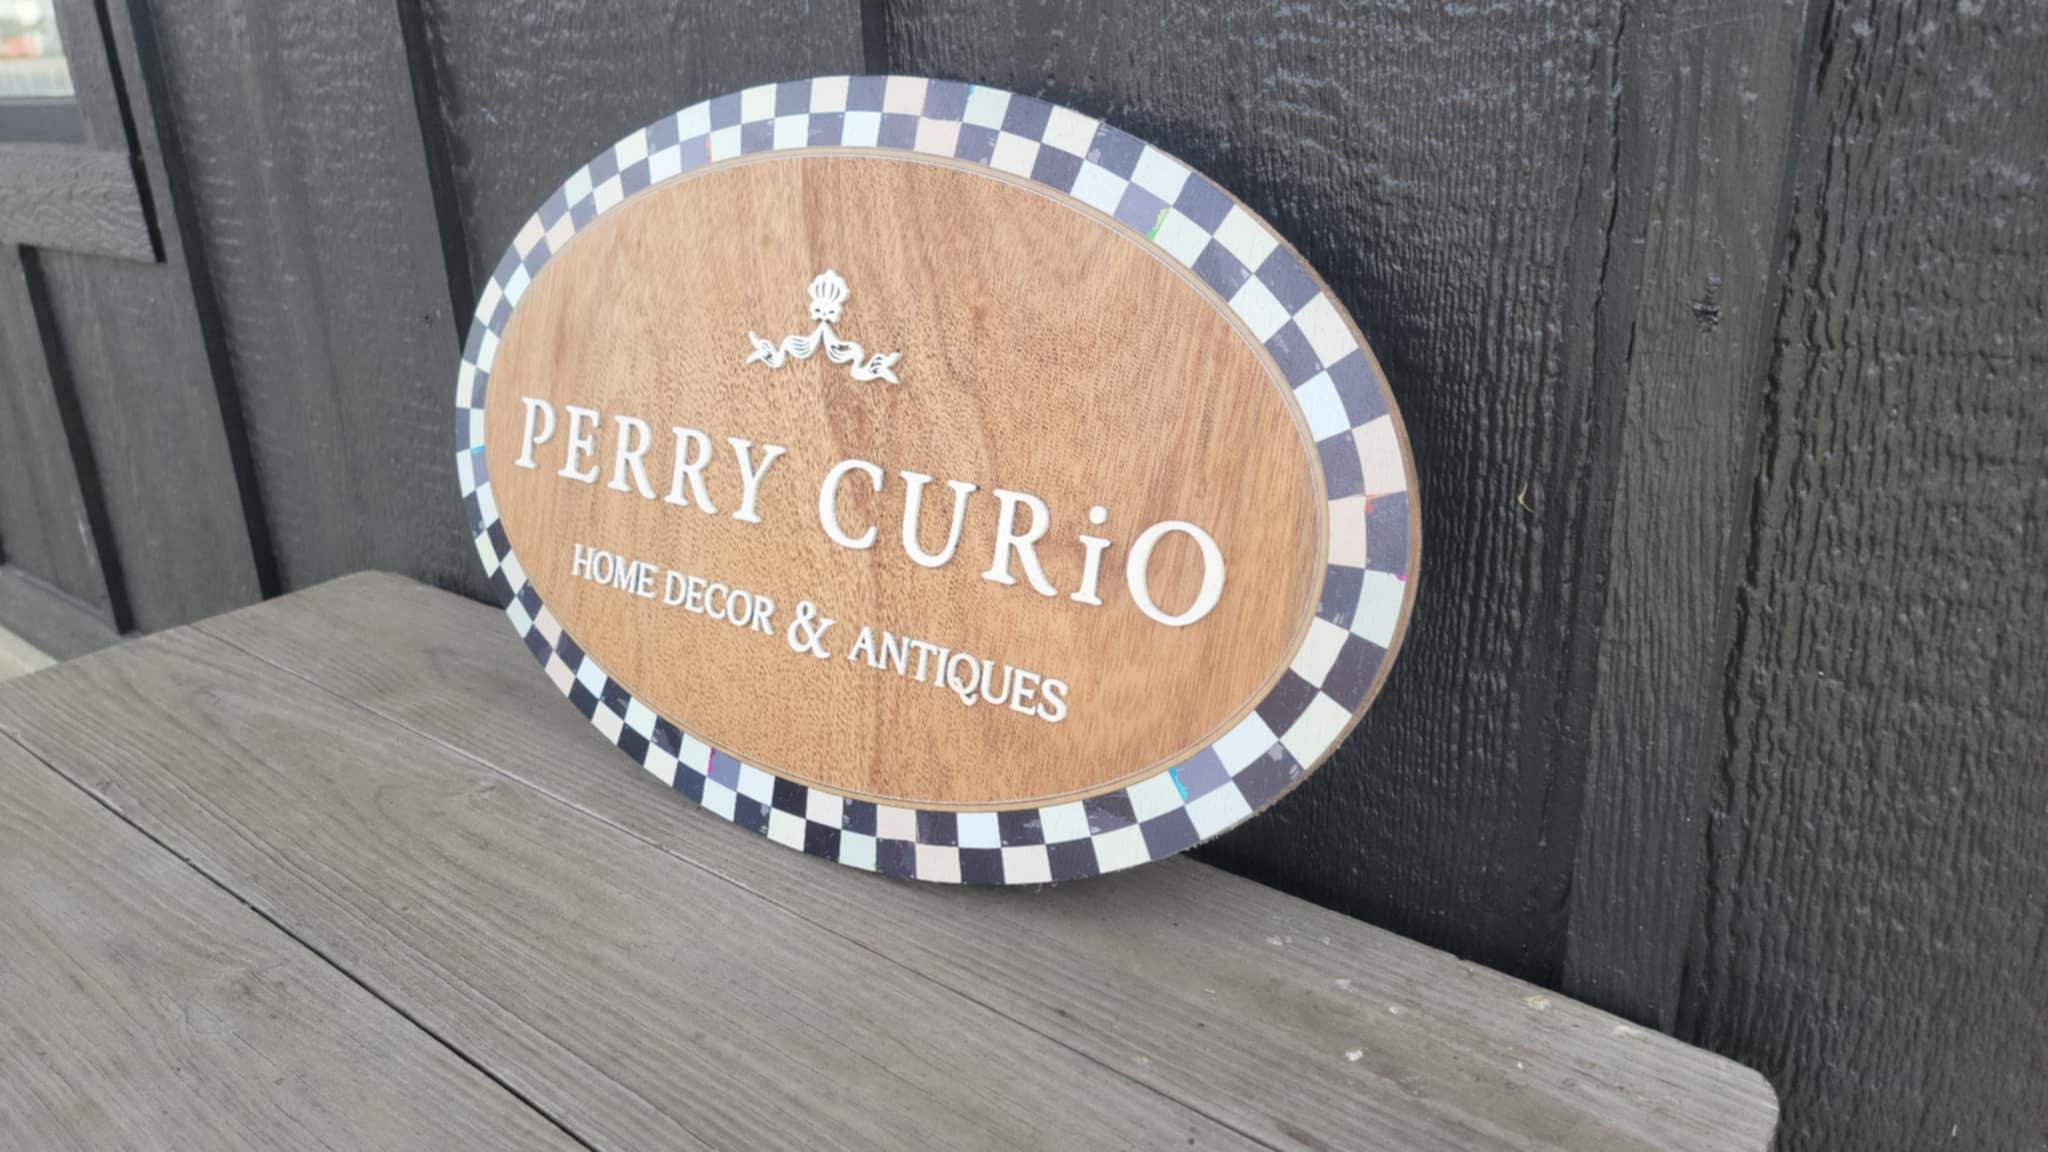 PERRY CURiO
HOME DECOR & ANTIQUES